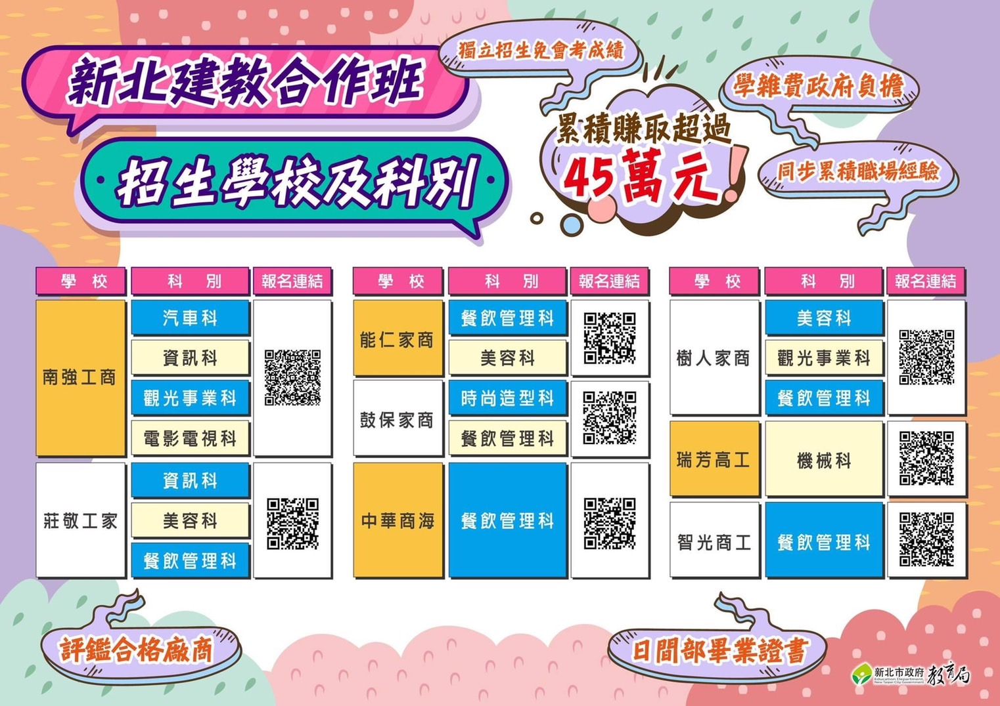 新北建教合作班
招生學校及科別
獨立招生免會考成績
學雜費政府負擔
累積賺取超過
45萬元!
同步累積職場經驗
學校 科別 報名連結
南強工商
汽車科
資訊科
觀光事業科
電影電視科
莊敬工家
資訊科
美容科
餐飲管理科
學校 科別 報名連結
能仁家商
餐飲管理科
美容科
鼓保家商
時尚造型科
餐飲管理科
中華商海
餐飲管理科
學校 科別 報名連結
樹人家商
美容科
觀光事業科
餐飲管理科
瑞芳高工
機械科
智光商工
餐飲管理科
評鑑合格廠商
日間部畢業證書
新北市政府 教育局
Education Department,
New Taipei City Government